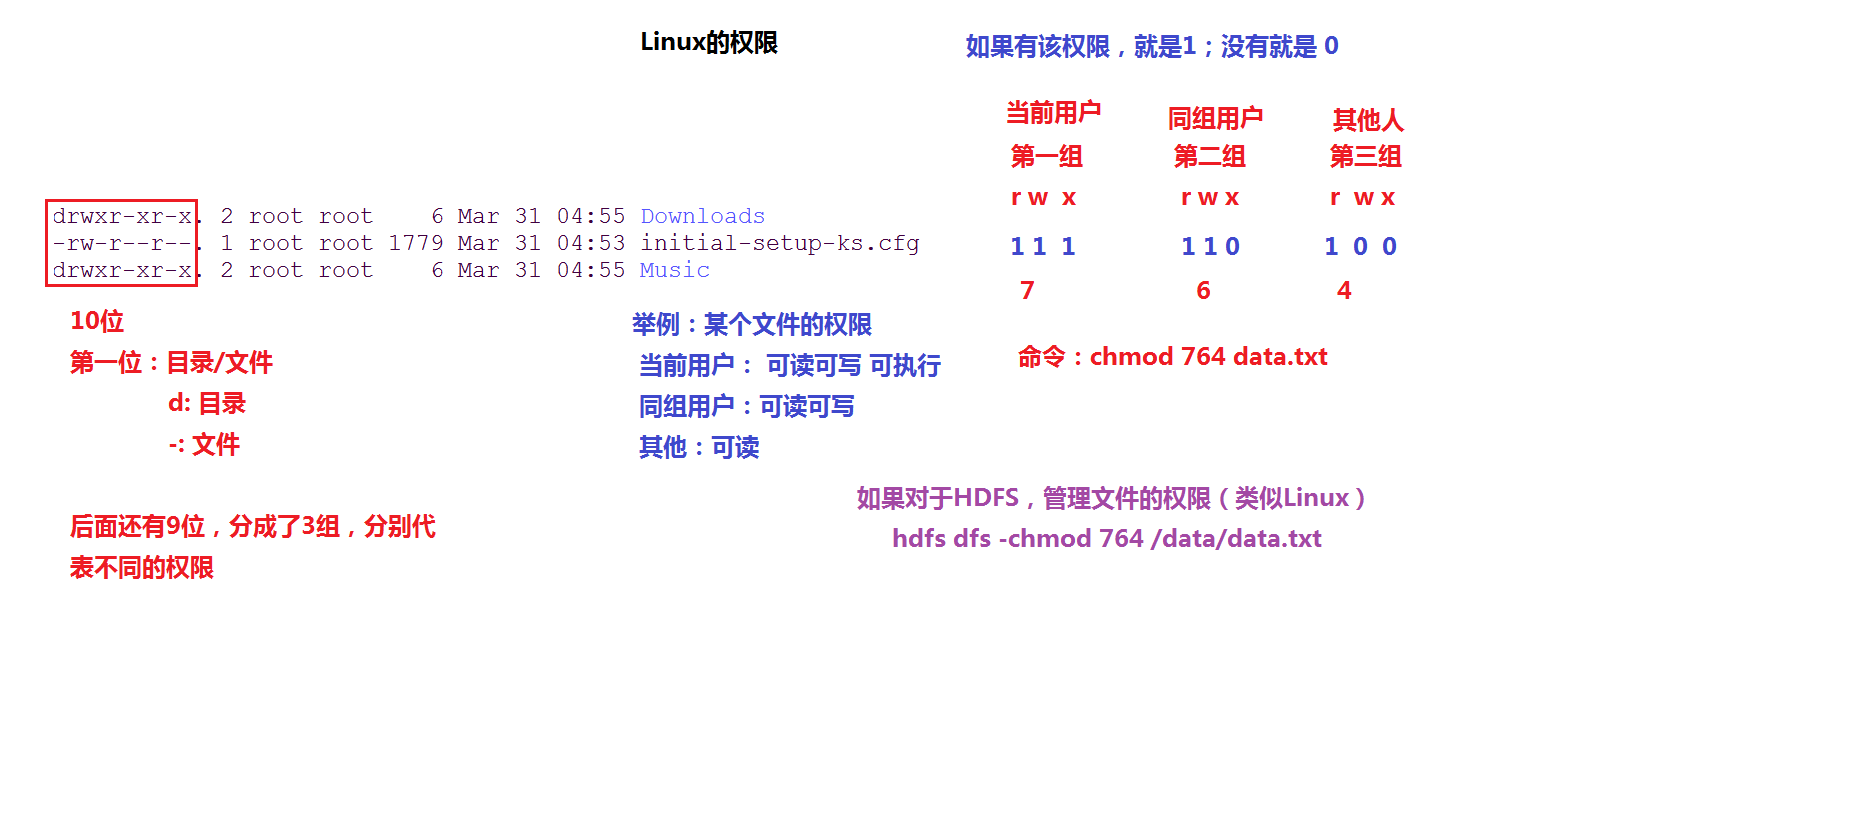 Linux的权限
如果有该权限，就是1；没有就是 0
当前用户 同组用户 其他人
第一组 第二组 第三组
r w x r w x r w x
1 1 1 1 1 0 1 0 0
7 6 4
命令：chmod 764 data.txt
drwxr-xr-x. 2 root root 6 Mar 31 04:55 Downloads
-rw-r--r--. 1 root root 1779 Mar 31 04:53 initial-setup-ks.cfg
drwxr-xr-x. 2 root root 6 Mar 31 04:55 Music
10位
第一位：目录/文件
d: 目录
-: 文件
后面还有9位，分成了3组，分别代
表不同的权限
举例：某个文件的权限
当前用户： 可读可写 可执行
同组用户：可读可写
其他：可读
如果对于HDFS，管理文件的权限（类似Linux）
hdfs dfs -chmod 764 /data/data.txt